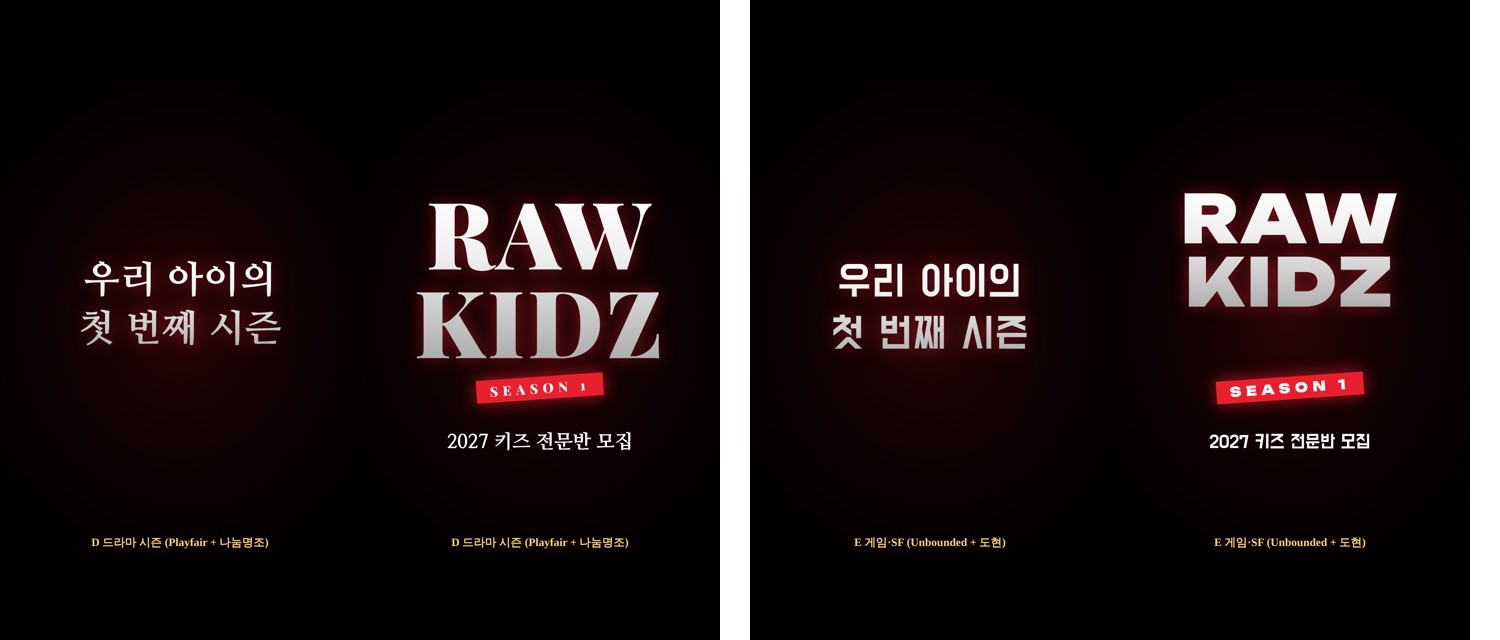 우리 아이의
첫 번째 시즌
D 드라마 시즌 (Playfair + 나눔명조)
RAW
KIDZ
SEASON 1
2027 키즈 전문반 모집
D 드라마 시즌 (Playfair + 나눔명조)
우리 아이의
첫 번째 시즌
E 게임·SF (Unbounded + 도현)
RAW
KIDZ
SEASON 1
2027 키즈 전문반 모집
E 게임·SF (Unbounded + 도현)